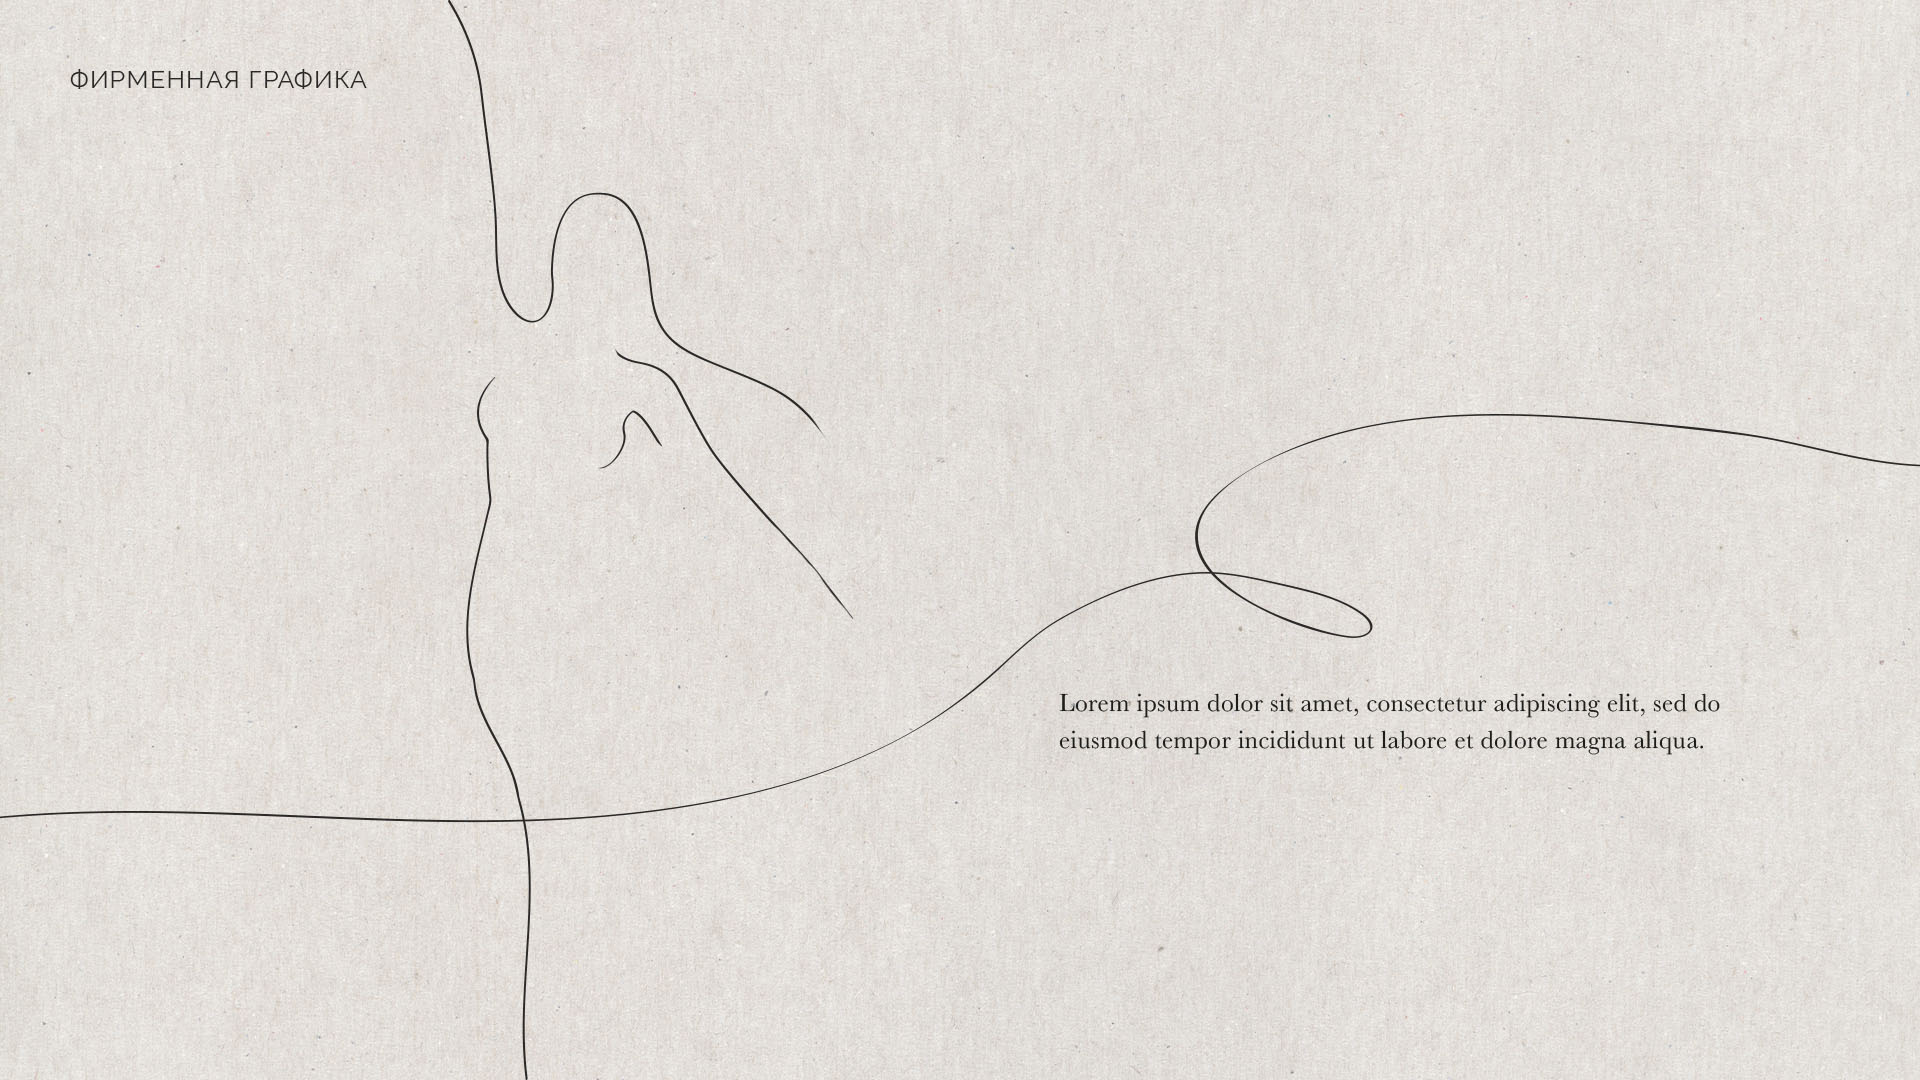 ФИРМЕННАЯ ГРАФИКА
Lorem ipsum dolor sit amet, consectetur adipiscing elit, sed do
eiusmod tempor incididunt ut labore et dolore magna aliqua.